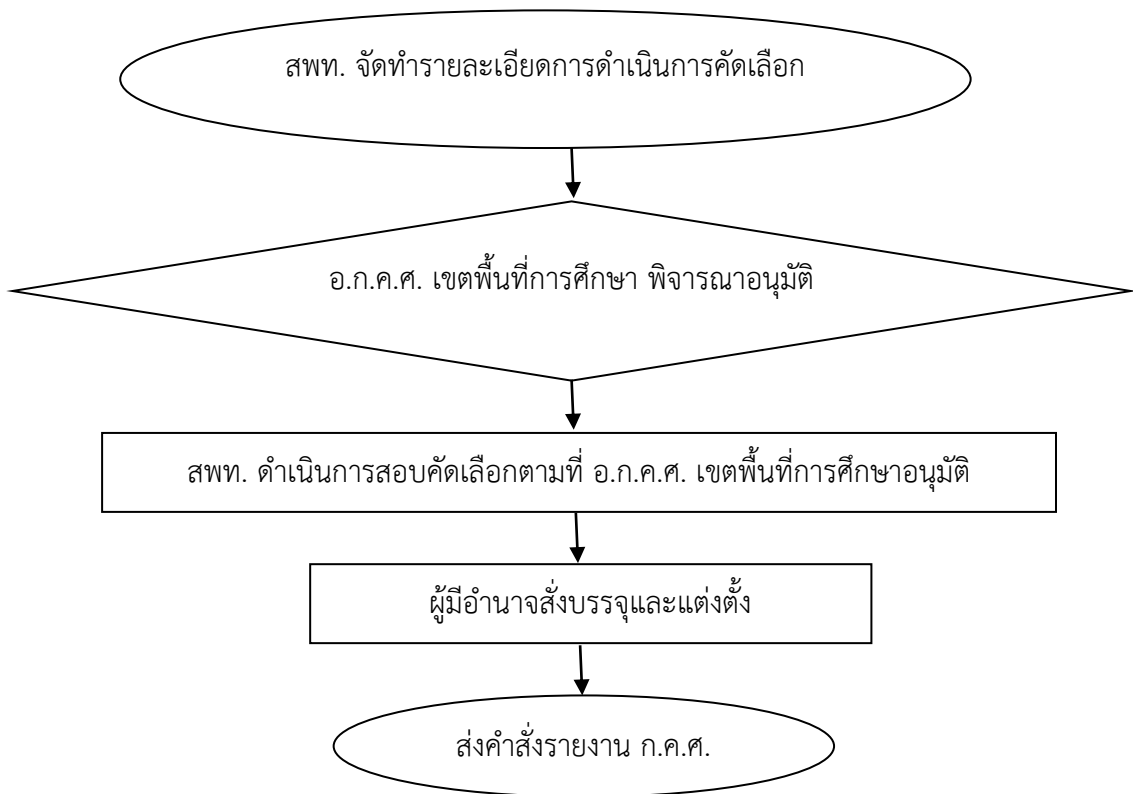 สพท. จัดทำรายละเอียดการดำเนินการคัดเลือก
อ.ก.ค.ศ. เขตพื้นที่การศึกษา พิจารณาอนุมัติ
สพท. ดำเนินการสอบคัดเลือกตามที่ อ.ก.ค.ศ. เขตพื้นที่การศึกษาอนุมัติ
ผู้มีอำนาจสั่งบรรจุและแต่งตั้ง
ส่งคำสั่งรายงาน ก.ค.ศ.